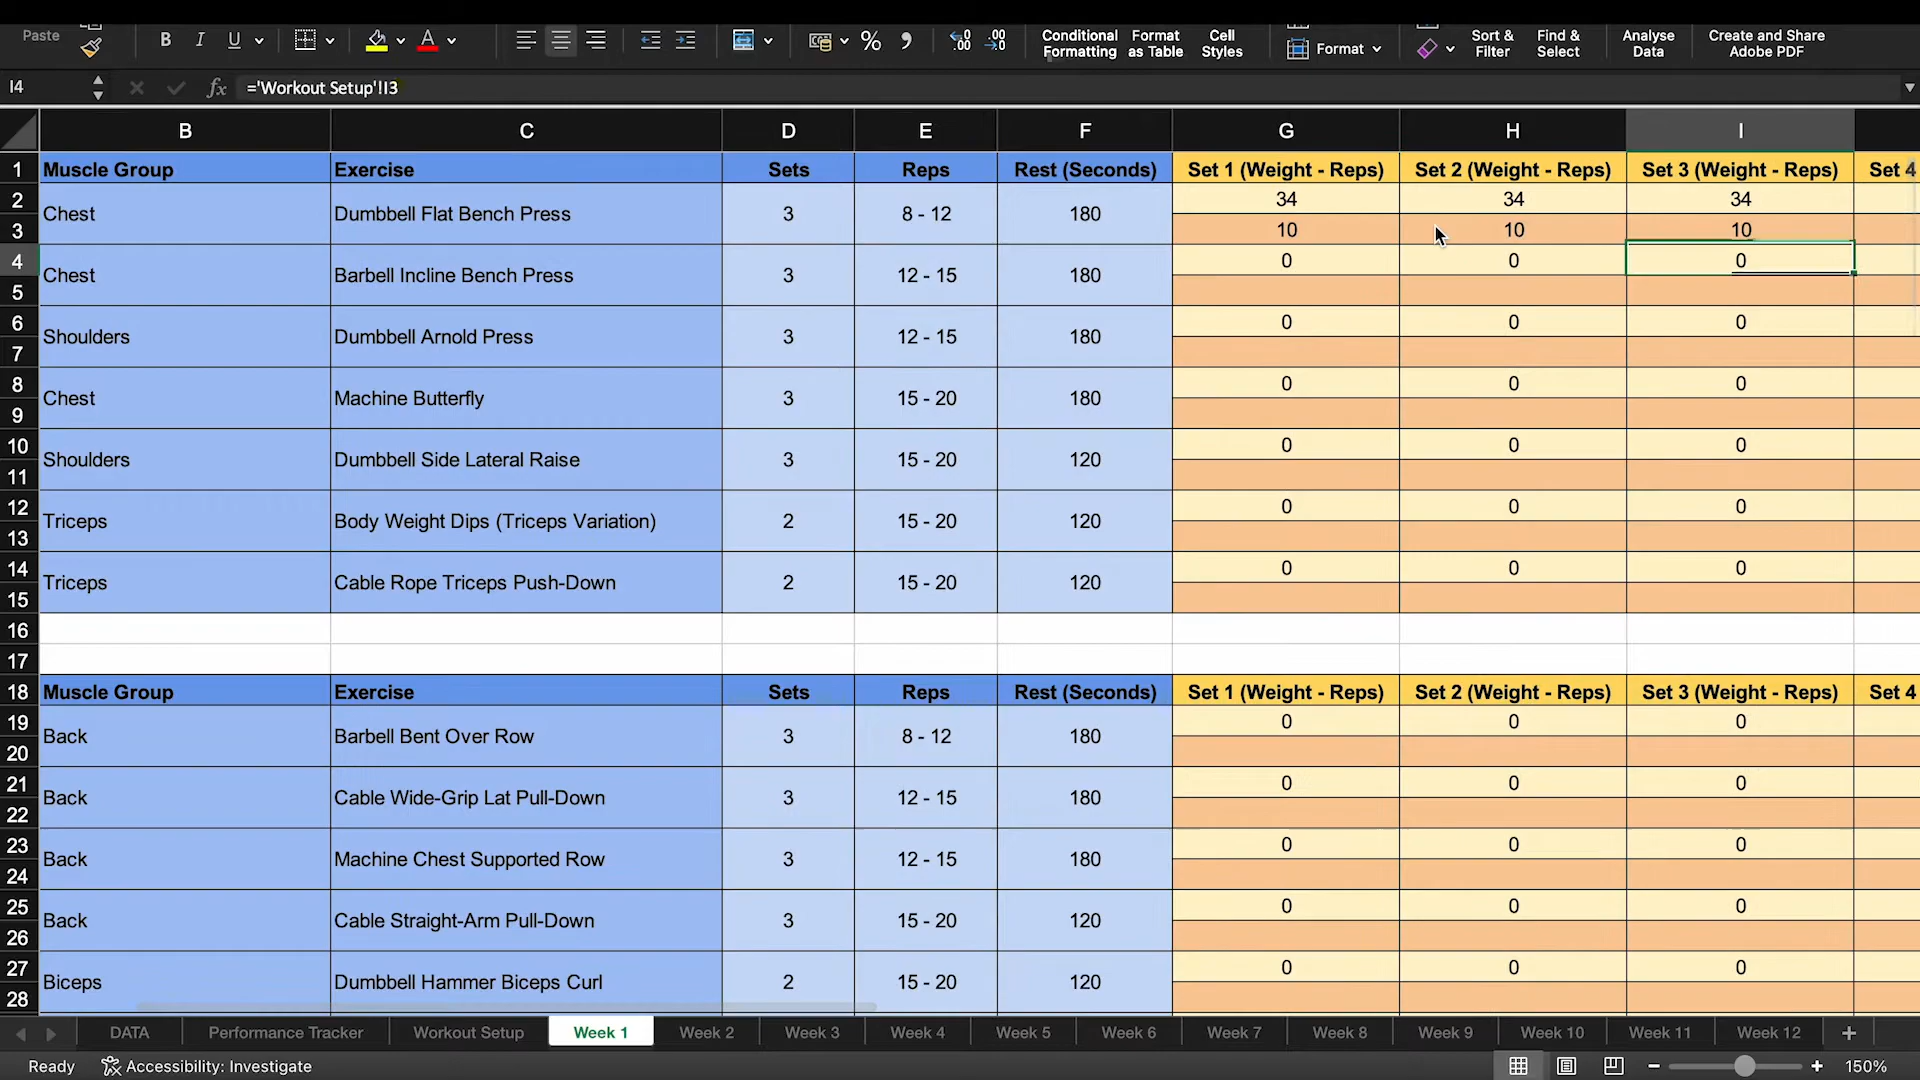 Paste B I U A % 9 .00 Conditional Formatting Format as Table Cell Styles Format Sort & Filter Find & Select Analyse Data Create and Share Adobe PDF
I4 fx ='Workout Setup'!I3
B C D E F G H I
1 Muscle Group Exercise Sets Reps Rest (Seconds) Set 1 (Weight - Reps) Set 2 (Weight - Reps) Set 3 (Weight - Reps) Set 4
2 34 34 34
Chest Dumbbell Flat Bench Press 3 8 - 12 180
3 10 10 10
4 0 0 0
Chest Barbell Incline Bench Press 3 12 - 15 180
5
6 0 0 0
Shoulders Dumbbell Arnold Press 3 12 - 15 180
7
8 0 0 0
Chest Machine Butterfly 3 15 - 20 180
9
10 0 0 0
Shoulders Dumbbell Side Lateral Raise 3 15 - 20 120
11
12 0 0 0
Triceps Body Weight Dips (Triceps Variation) 2 15 - 20 120
13
14 0 0 0
Triceps Cable Rope Triceps Push-Down 2 15 - 20 120
15
16
17
18 Muscle Group Exercise Sets Reps Rest (Seconds) Set 1 (Weight - Reps) Set 2 (Weight - Reps) Set 3 (Weight - Reps) Set 4
19 0 0 0
Back Barbell Bent Over Row 3 8 - 12 180
20
21 0 0 0
Back Cable Wide-Grip Lat Pull-Down 3 12 - 15 180
22
23 0 0 0
Back Machine Chest Supported Row 3 12 - 15 180
24
25 0 0 0
Back Cable Straight-Arm Pull-Down 3 15 - 20 120
26
27 0 0 0
Biceps Dumbbell Hammer Biceps Curl 2 15 - 20 120
28
DATA Performance Tracker Workout Setup Week 1 Week 2 Week 3 Week 4 Week 5 Week 6 Week 7 Week 8 Week 9 Week 10 Week 11 Week 12 +
Ready Accessibility: Investigate - + 150%